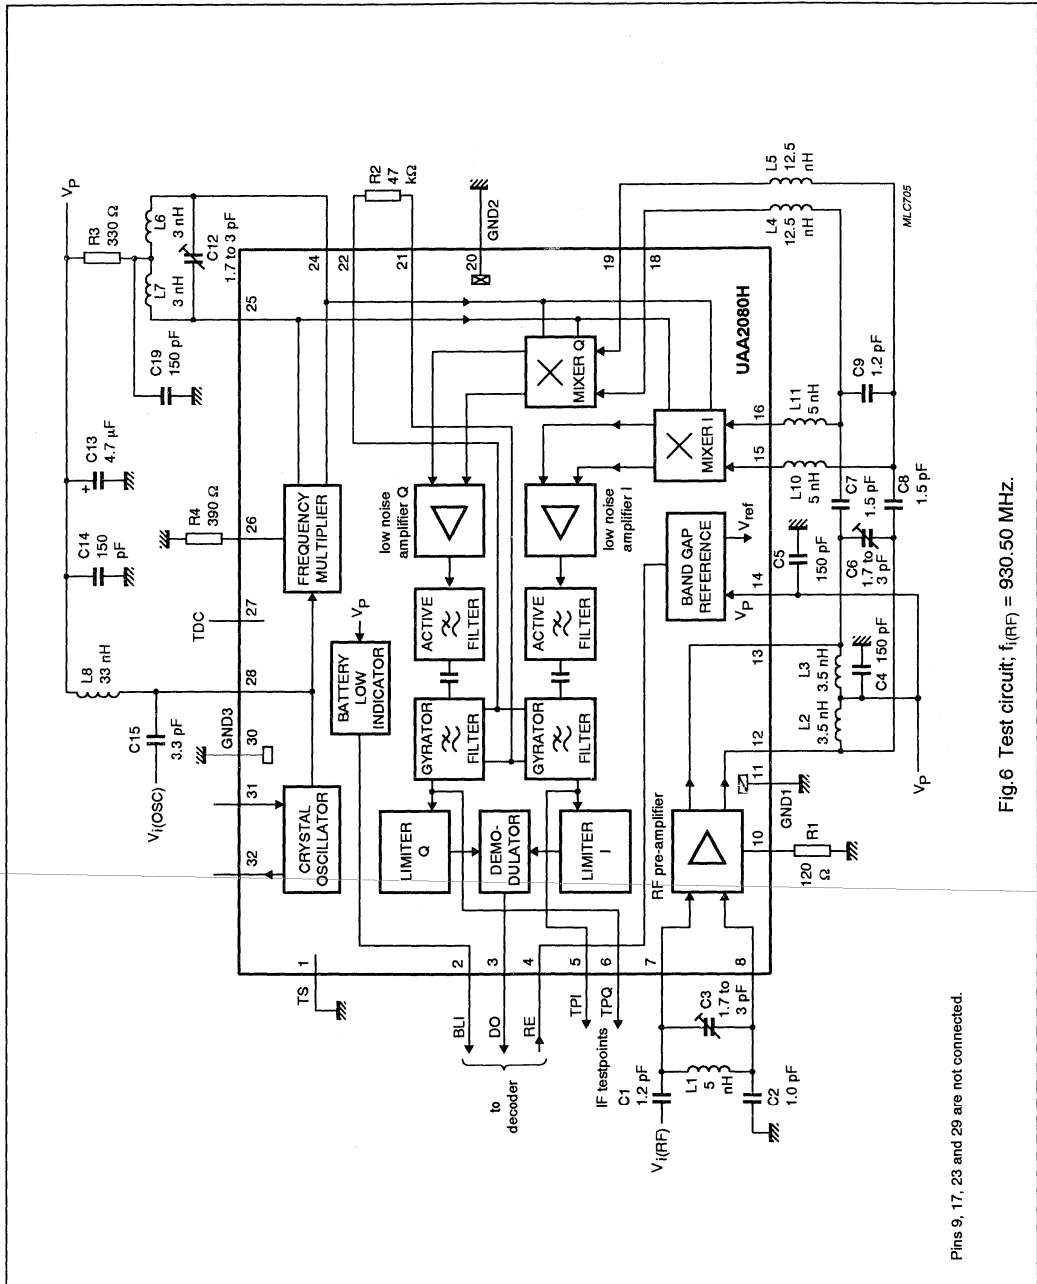 VP
R3
330 Ω
L6
3 nH
L7
3 nH
C12
1.7 to 3 pF
C19
150 pF
C13
4.7 µF
+
C14
150
pF
R4
390 Ω
L8
33 nH
C15
3.3 pF
Vi(OSC)
GND3
TDC
R2
47
kΩ
GND2
L5
12.5
nH
L4
12.5
nH
MLC705
32
31
30
28
27
26
25
24
22
21
20
19
18
UAA2080H
CRYSTAL
OSCILLATOR
FREQUENCY
MULTIPLIER
BATTERY
LOW
INDICATOR
VP
LIMITER
Q
GYRATOR
FILTER
ACTIVE
FILTER
low noise
amplifier Q
MIXER Q
DEMO-
DULATOR
LIMITER
I
GYRATOR
FILTER
ACTIVE
FILTER
low noise
amplifier I
MIXER I
RF pre-amplifier
BAND GAP
REFERENCE
Vref
VP
TS
1
2
3
4
5
6
7
8
BLI
DO
RE
TPI
TPQ
to
decoder
IF testpoints
C1
1.2 pF
Vi(RF)
L1
5
nH
C3
1.7 to
3 pF
C2
1.0 pF
10
11
12
13
14
15
16
R1
120
Ω
GND1
L2
3.5 nH
L3
3.5 nH
C4
150 pF
VP
C5
150 pF
C6
1.7 to
3 pF
C7
1.5 pF
C8
1.5 pF
L10
5 nH
L11
5 nH
C9
1.2 pF
Pins 9, 17, 23 and 29 are not connected.
Fig.6 Test circuit; fi(RF) = 930.50 MHz.